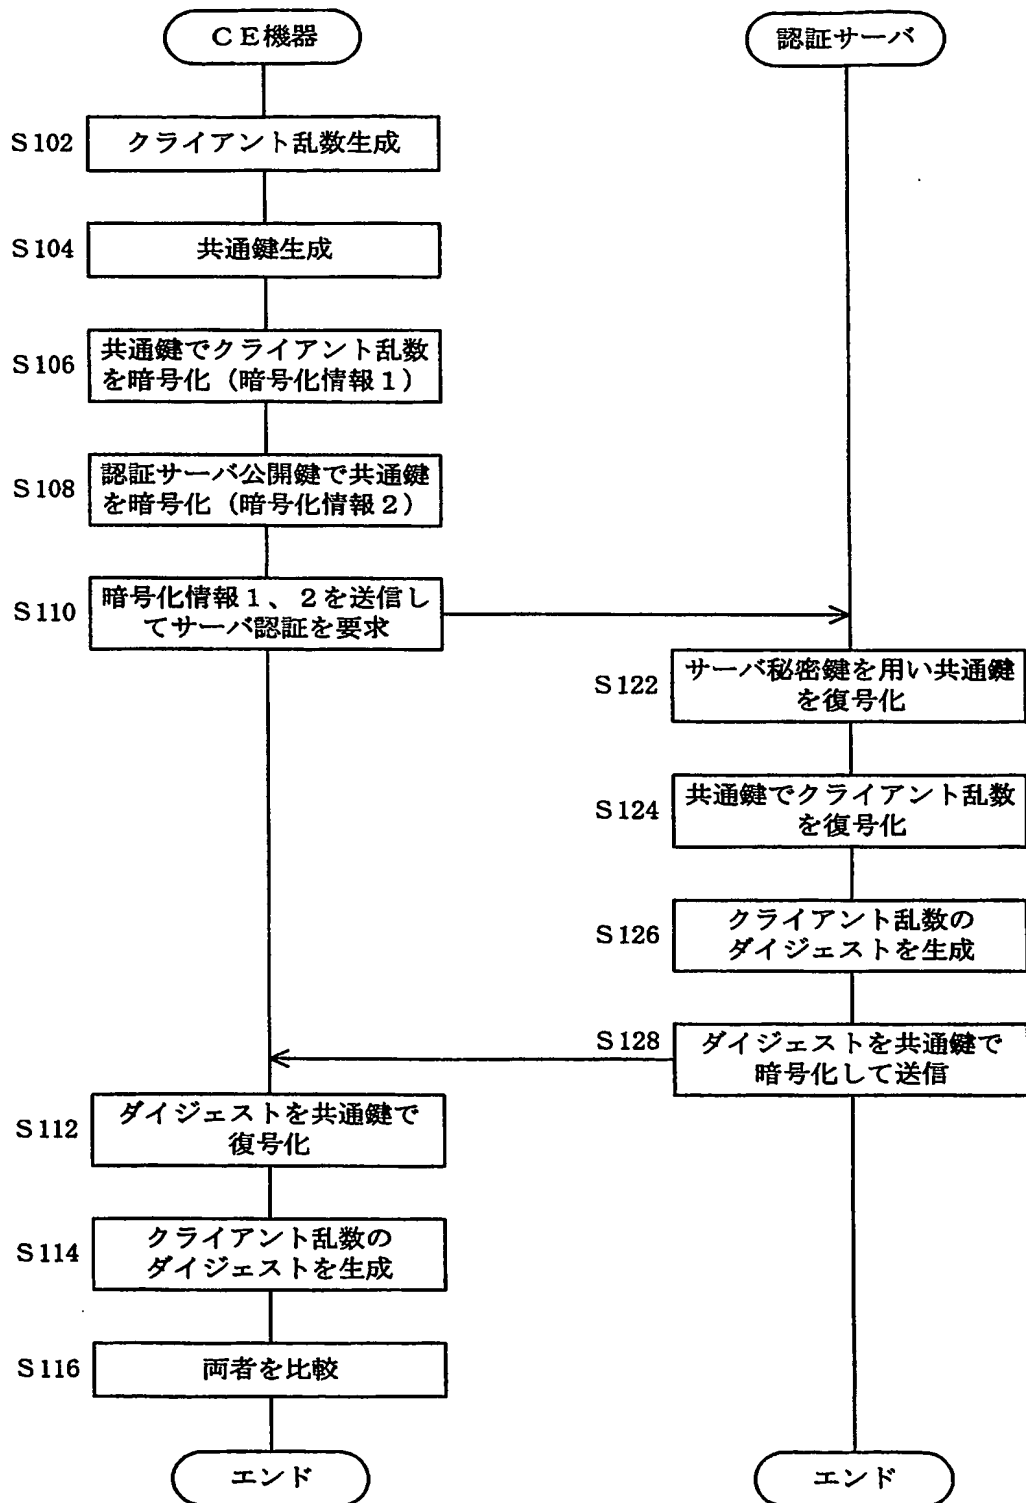 CE機器
認証サーバ
S102
クライアント乱数生成
S104
共通鍵生成
S106
共通鍵でクライアント乱数
を暗号化（暗号化情報1）
S108
認証サーバ公開鍵で共通鍵
を暗号化（暗号化情報2）
S110
暗号化情報1、2を送信し
てサーバ認証を要求
S122
サーバ秘密鍵を用い共通鍵
を復号化
S124
共通鍵でクライアント乱数
を復号化
S126
クライアント乱数の
ダイジェストを生成
S128
ダイジェストを共通鍵で
暗号化して送信
S112
ダイジェストを共通鍵で
復号化
S114
クライアント乱数の
ダイジェストを生成
S116
両者を比較
エンド
エンド